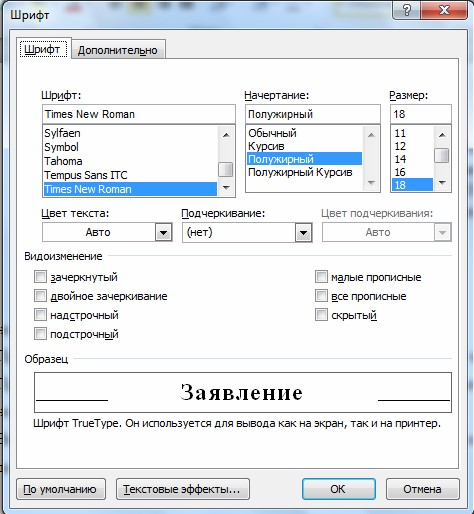 Шрифт
Шрифт Дополнительно
Шрифт: Начертание: Размер:
Times New Roman Полужирный 18
Sylfaen Обычный 11
Symbol Курсив 12
Tahoma Полужирный 14
Tempus Sans ITC Полужирный Курсив 16
Times New Roman 18
Цвет текста: Подчеркивание: Цвет подчеркивания:
Авто (нет) Авто
Видоизменение
зачеркнутый малые прописные
двойное зачеркивание все прописные
надстрочный скрытый
подстрочный
Образец
Заявление
Шрифт TrueType. Он используется для вывода как на экран, так и на принтер.
По умолчанию Текстовые эффекты... ОК Отмена